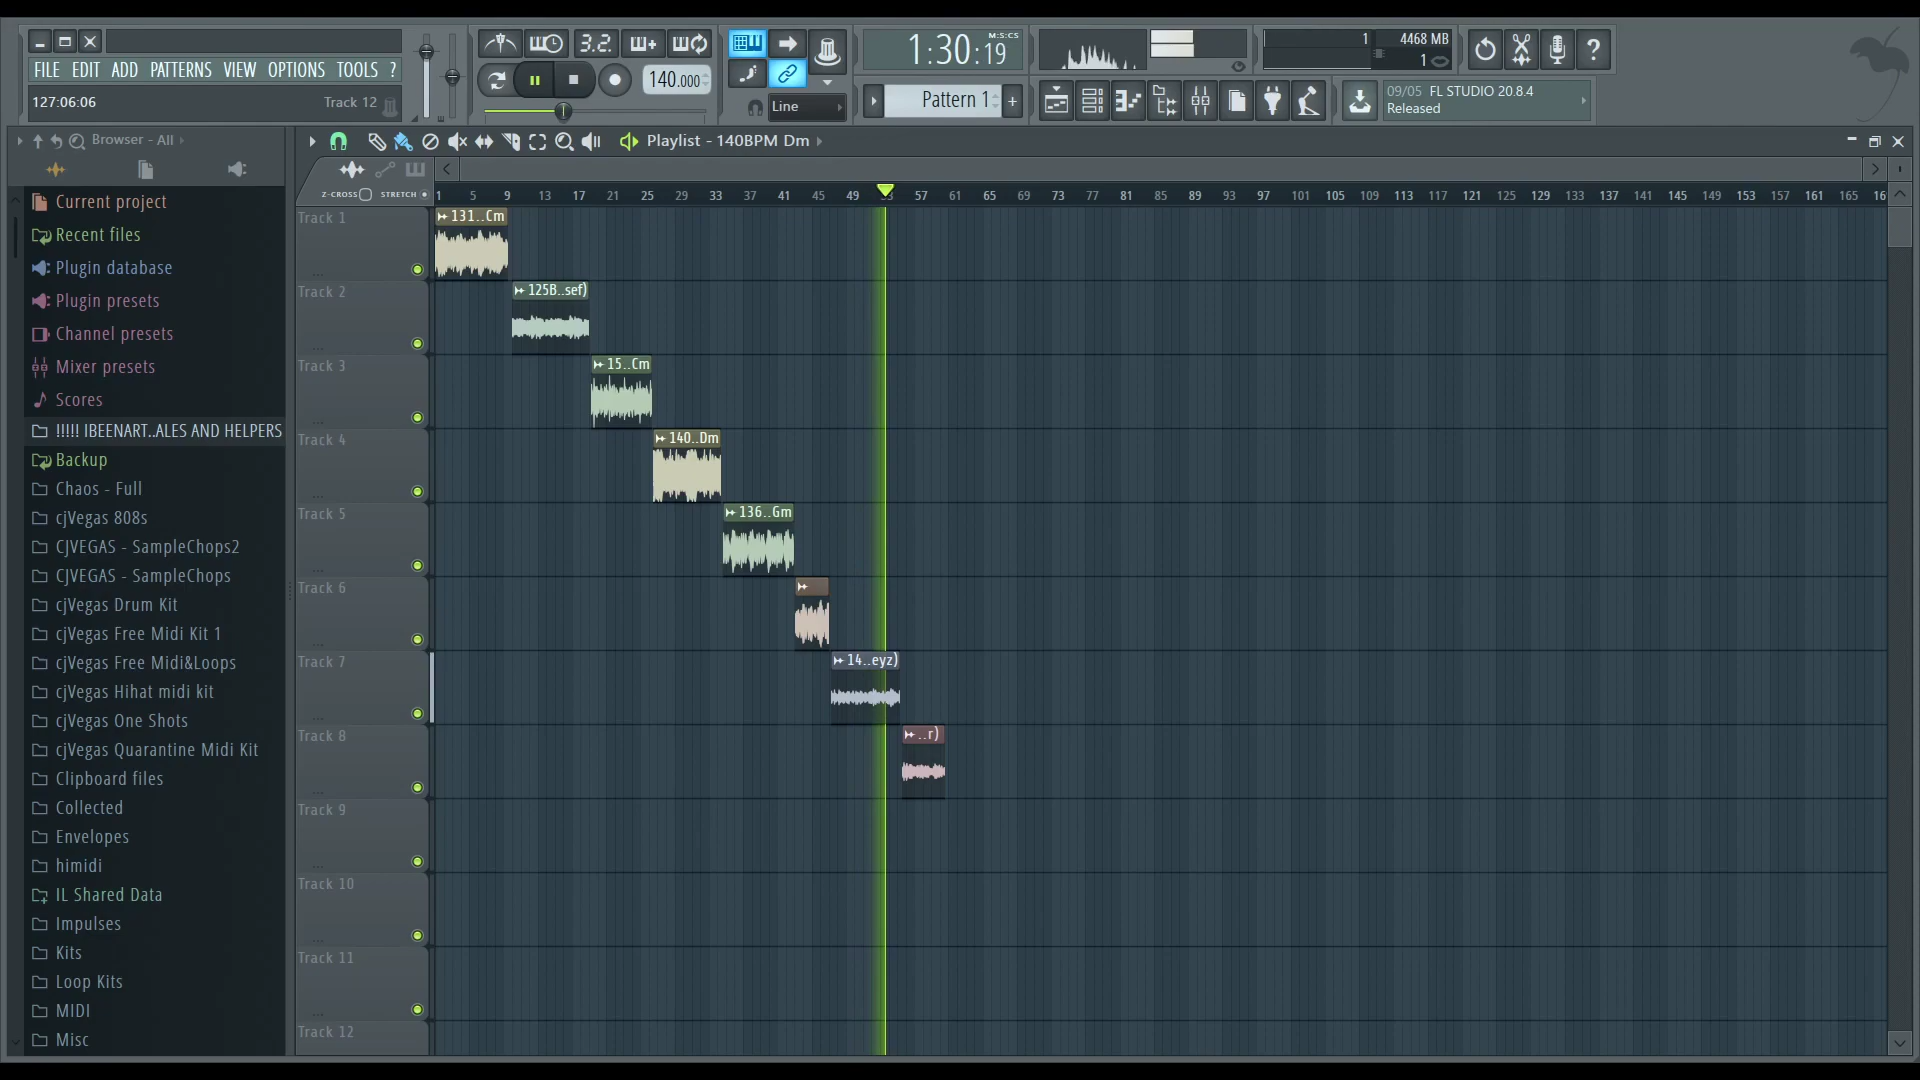 FILE EDIT ADD PATTERNS VIEW OPTIONS TOOLS ?
127:06:06 Track 12
3.2.
140.000
Line
1:30:19 M:S:CS
Pattern 1 +
1 4468 MB
1
?
09/05 FL STUDIO 20.8.4
Released
Browser - All
Playlist - 140BPM Dm
Z-CROSS STRETCH
1 5 9 13 17 21 25 29 33 37 41 45 49 53 57 61 65 69 73 77 81 85 89 93 97 101 105 109 113 117 121 125 129 133 137 141 145 149 153 157 161 165 16
Current project
Recent files
Plugin database
Plugin presets
Channel presets
Mixer presets
Scores
!!!!! IBEENART..ALES AND HELPERS
Backup
Chaos - Full
cjVegas 808s
CJVEGAS - SampleChops2
CJVEGAS - SampleChops
cjVegas Drum Kit
cjVegas Free Midi Kit 1
cjVegas Free Midi&Loops
cjVegas Hihat midi kit
cjVegas One Shots
cjVegas Quarantine Midi Kit
Clipboard files
Collected
Envelopes
himidi
IL Shared Data
Impulses
Kits
Loop Kits
MIDI
Misc
Track 1
131..Cm
Track 2
125B..sef)
Track 3
15..Cm
Track 4
140..Dm
Track 5
136..Gm
Track 6
Track 7
14..eyz)
Track 8
..r)
Track 9
Track 10
Track 11
Track 12